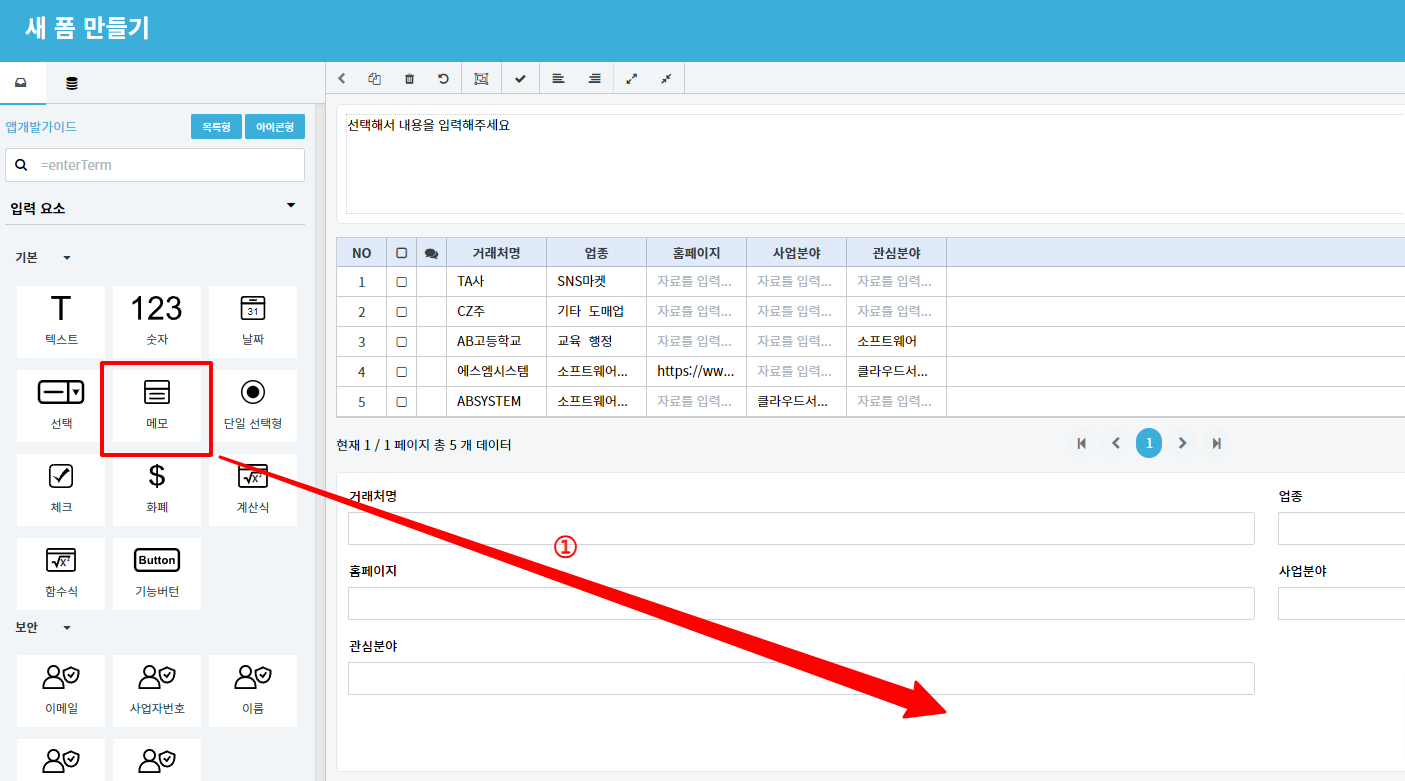 새 폼 만들기
앱개발가이드 목록형 아이콘형
=enterTerm
입력 요소
기본
T 123 31
텍스트 숫자 날짜
선택 메모 단일 선택형
$ √x²
체크 화폐 계산식
√x² Button
함수식 기능버턴
보안
이메일 사업자번호 이름
선택해서 내용을 입력해주세요
NO 거래처명 업종 홈페이지 사업분야 관심분야
1 TA사 SNS마켓 자료를 입력... 자료를 입력... 자료를 입력...
2 CZ주 기타 도매업 자료를 입력... 자료를 입력... 자료를 입력...
3 AB고등학교 교육 행정 자료를 입력... 자료를 입력... 소프트웨어
4 에스엠시스템 소프트웨어... https://ww... 자료를 입력... 클라우드서...
5 ABSYSTEM 소프트웨어... 자료를 입력... 클라우드서... 자료를 입력...
현재 1 / 1 페이지 총 5 개 데이터 1
거래처명 업종
①
홈페이지 사업분야
관심분야